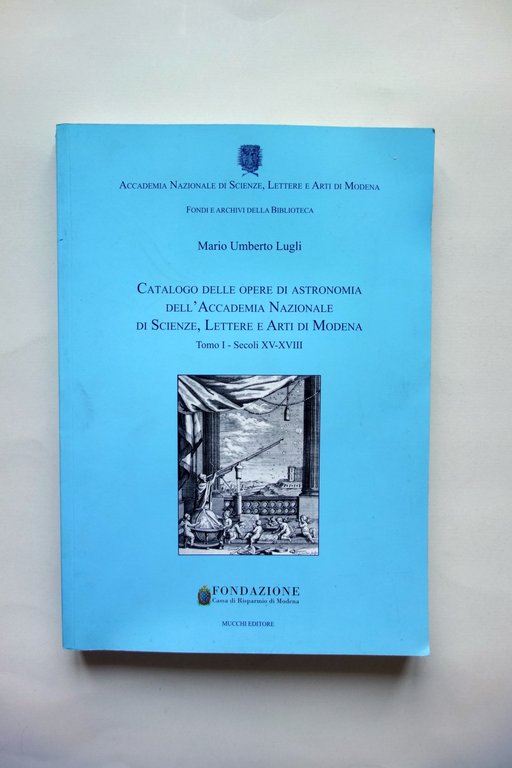 Accademia Nazionale di Scienze, Lettere e Arti di Modena
Fondi e archivi della Biblioteca
Mario Umberto Lugli
Catalogo delle opere di astronomia
dell'Accademia Nazionale
di Scienze, Lettere e Arti di Modena
Tomo I - Secoli XV-XVIII
FONDAZIONE
Cassa di Risparmio di Modena
MUCCHI EDITORE